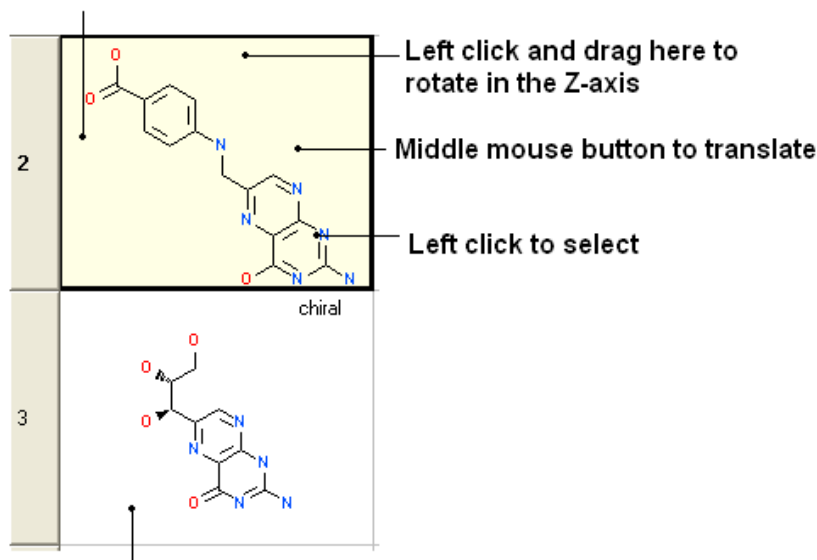 Left click and drag here to
rotate in the Z-axis
O
O
2
N
Middle mouse button to translate
N
N
N
Left click to select
O
N
N
chiral
O
O
3
O
N
N
N
O
N
N